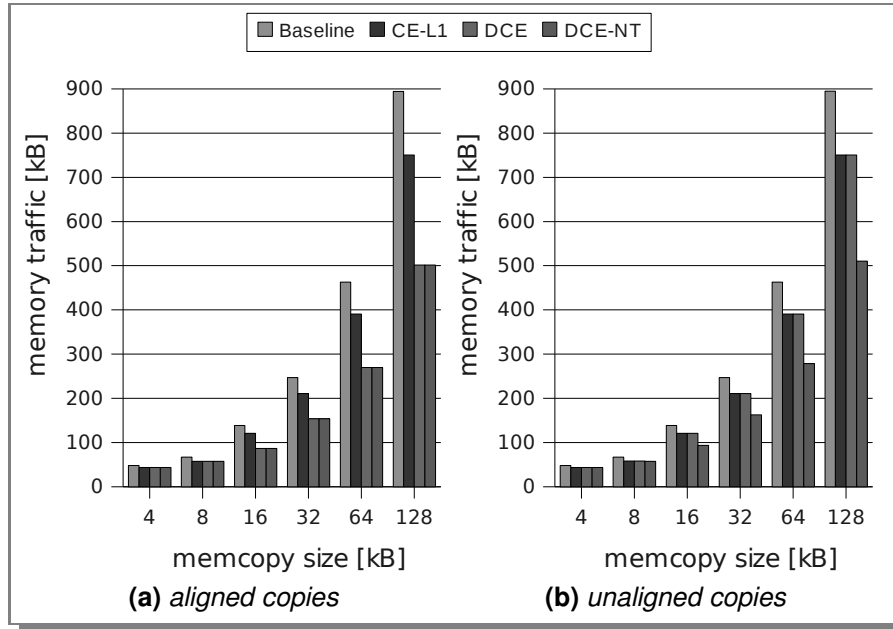 Baseline CE-L1 DCE DCE-NT
memory traffic [kB]
900
800
700
600
500
400
300
200
100
0
4 8 16 32 64 128
memcopy size [kB]
(a) aligned copies
memory traffic [kB]
900
800
700
600
500
400
300
200
100
0
4 8 16 32 64 128
memcopy size [kB]
(b) unaligned copies